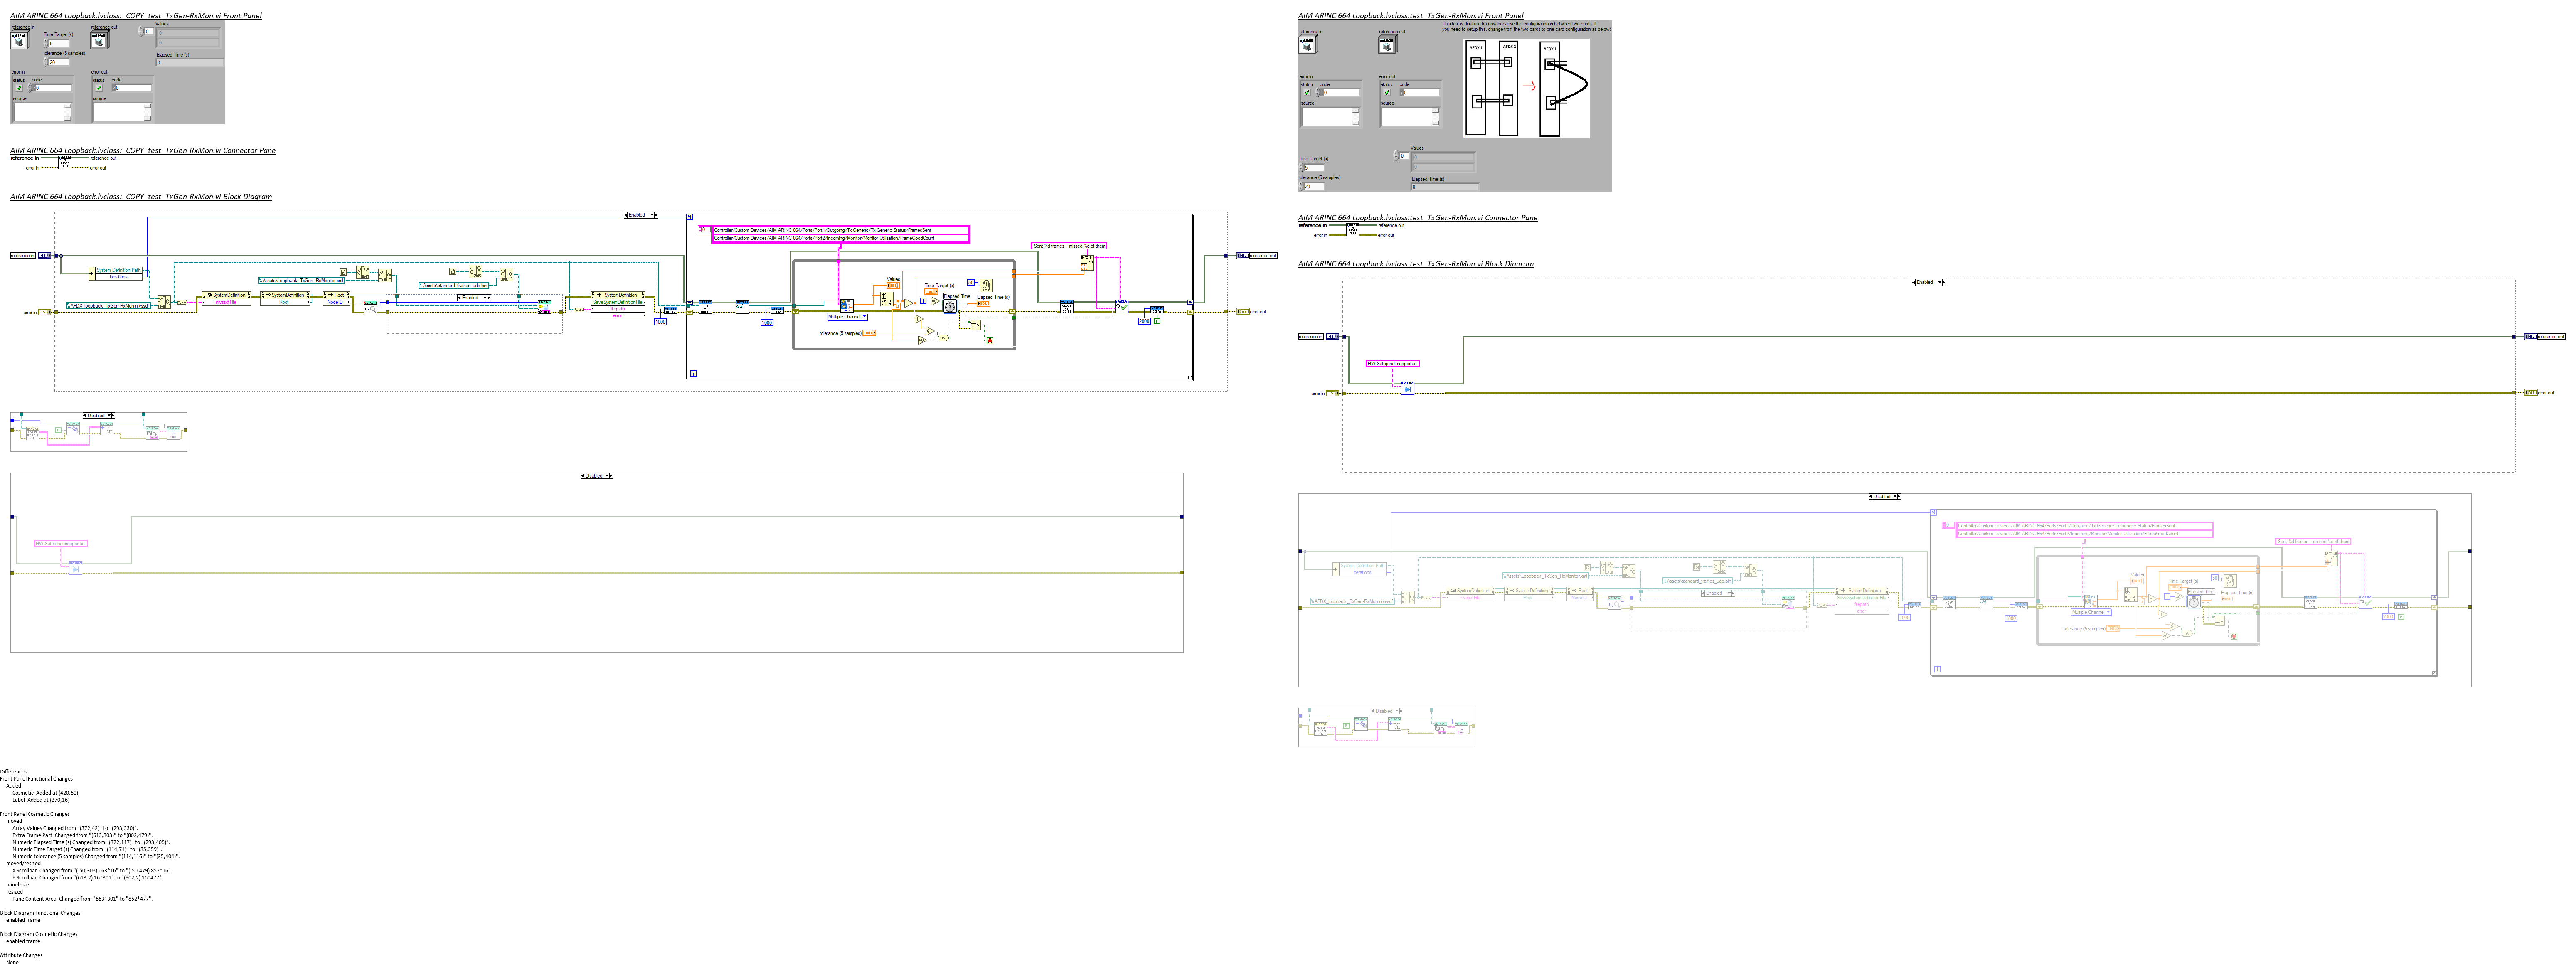 AIM ARINC 664 Loopback.lvclass:_COPY_test_TxGen-RxMon.vi Front Panel
reference in
reference out
Values
0
Time Target (s)
5
tolerance (5 samples)
20
Elapsed Time (s)
0
error in
error out
status code
status code
0
0
source
source
AIM ARINC 664 Loopback.lvclass:_COPY_test_TxGen-RxMon.vi Connector Pane
reference in
reference out
error in
error out
AIM ARINC 664 Loopback.lvclass:_COPY_test_TxGen-RxMon.vi Block Diagram
Enabled
Controller/Custom Devices/AIM ARINC 664/Ports/Port1/Outgoing/Tx Generic/Tx Generic Status/FramesSent
Controller/Custom Devices/AIM ARINC 664/Ports/Port2/Incoming/Monitor/Monitor Utilization/FrameGoodCount
Sent %d frames - missed %d of them
reference in
reference out
System Definition Path
iterations
\\Assets\Loopback_TxGen_RxMonitor.xml
\\Assets\standard_frames_udp.bin
\\AFDX_loopback_TxGen-RxMon.nivssdf
SystemDefinition
nivssdfFile
SystemDefinition
Root
Root
NodeID
Enabled
SystemDefinition
SaveSystemDefinitionFile
filepath
error
Values
Time Target (s)
Elapsed Time
Elapsed Time (s)
Multiple Channel
tolerance (5 samples)
1000
1000
2000
error in
error out
Disabled
Disabled
HW Setup not supported
AIM ARINC 664 Loopback.lvclass:test_TxGen-RxMon.vi Front Panel
This test is disabled fro now because the configuration is between two cards. If
you need to setup this, change from the two cards to one card configuration as below:
reference in
reference out
AFDX 1
AFDX 2
AFDX 1
error in
error out
status code
status code
0
0
source
source
Values
0
Time Target (s)
5
tolerance (5 samples)
20
Elapsed Time (s)
0
AIM ARINC 664 Loopback.lvclass:test_TxGen-RxMon.vi Connector Pane
reference in
reference out
error in
error out
AIM ARINC 664 Loopback.lvclass:test_TxGen-RxMon.vi Block Diagram
Enabled
reference in
reference out
HW Setup not supported
error in
error out
Disabled
Controller/Custom Devices/AIM ARINC 664/Ports/Port1/Outgoing/Tx Generic/Tx Generic Status/FramesSent
Controller/Custom Devices/AIM ARINC 664/Ports/Port2/Incoming/Monitor/Monitor Utilization/FrameGoodCount
Sent %d frames - missed %d of them
System Definition Path
iterations
\\Assets\Loopback_TxGen_RxMonitor.xml
\\Assets\standard_frames_udp.bin
\\AFDX_loopback_TxGen-RxMon.nivssdf
SystemDefinition
nivssdfFile
SystemDefinition
Root
Root
NodeID
Enabled
SystemDefinition
SaveSystemDefinitionFile
filepath
error
Values
Time Target (s)
Elapsed Time
Elapsed Time (s)
Multiple Channel
tolerance (5 samples)
1000
1000
2000
Disabled
Differences:
Front Panel Functional Changes
Added
Cosmetic Added at (420,60)
Label Added at (370,16)
Front Panel Cosmetic Changes
moved
Array Values Changed from "(372,42)" to "(293,330)".
Extra Frame Part Changed from "(613,303)" to "(802,479)".
Numeric Elapsed Time (s) Changed from "(372,117)" to "(293,405)".
Numeric Time Target (s) Changed from "(114,71)" to "(35,359)".
Numeric tolerance (5 samples) Changed from "(114,116)" to "(35,404)".
moved/resized
X Scrollbar Changed from "(-50,303) 663*16" to "(-50,479) 852*16".
Y Scrollbar Changed from "(613,2) 16*301" to "(802,2) 16*477".
panel size
resized
Pane Content Area Changed from "663*301" to "852*477".
Block Diagram Functional Changes
enabled frame
Block Diagram Cosmetic Changes
enabled frame
Attribute Changes
None